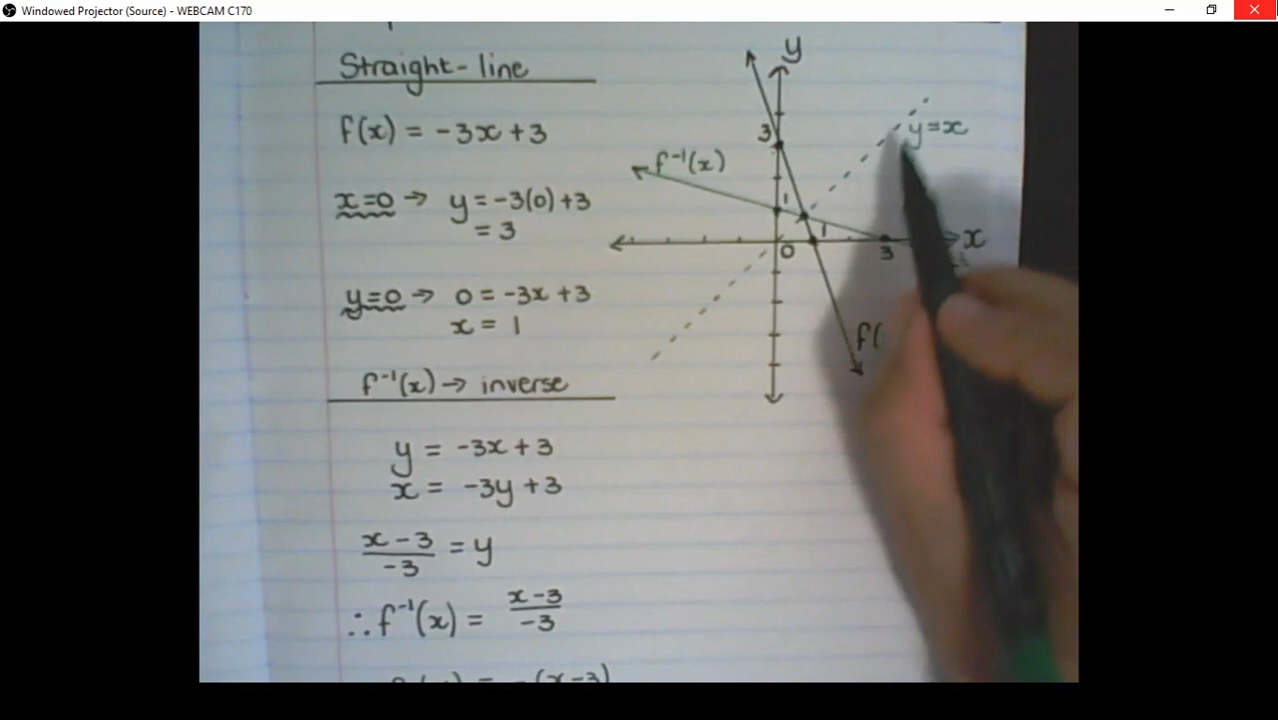 Windowed Projector (Source) - WEBCAM C170
Straight-line
f(x) = -3x+3
x=0 → y = -3(0)+3
= 3
y=0 → 0 = -3x+3
x = 1
f⁻¹(x) → inverse
y = -3x+3
x = -3y+3
x-3
-3
= y
∴ f⁻¹(x) = x-3
-3
-(x-3)
y
3
y=x
f⁻¹(x)
1
1
x
0
3
f(